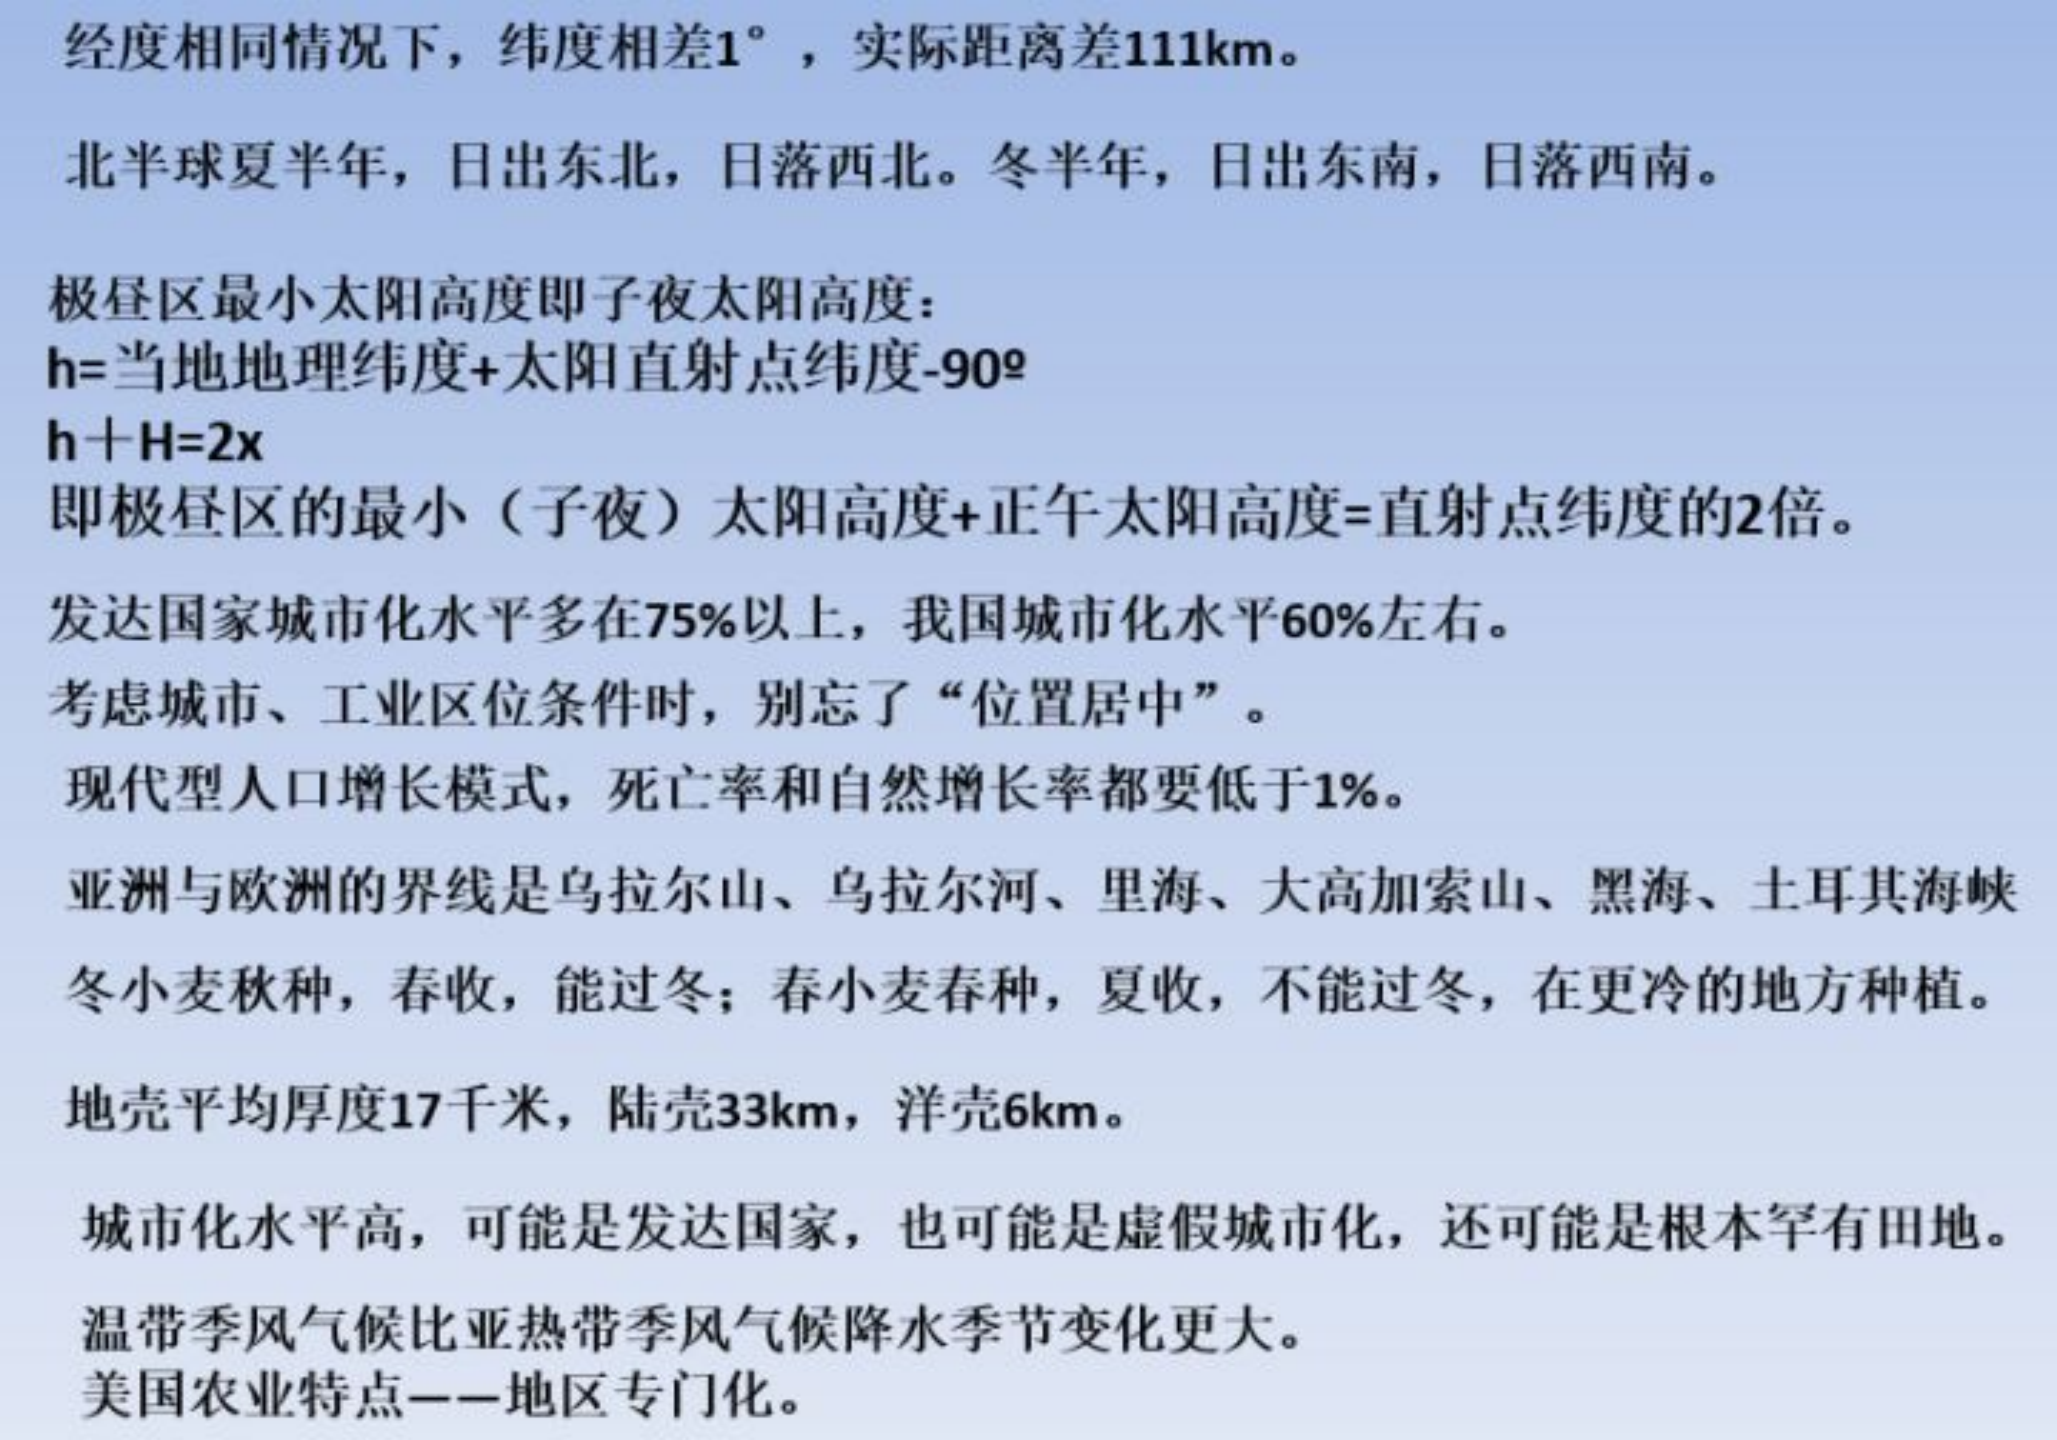 经度相同情况下，纬度相差1°，实际距离差111km。
北半球夏半年，日出东北，日落西北。冬半年，日出东南，日落西南。
极昼区最小太阳高度即子夜太阳高度：
h=当地地理纬度+太阳直射点纬度-90º
h＋H=2x
即极昼区的最小（子夜）太阳高度+正午太阳高度=直射点纬度的2倍。
发达国家城市化水平多在75%以上，我国城市化水平60%左右。
考虑城市、工业区位条件时，别忘了“位置居中”。
现代型人口增长模式，死亡率和自然增长率都要低于1%。
亚洲与欧洲的界线是乌拉尔山、乌拉尔河、里海、大高加索山、黑海、土耳其海峡
冬小麦秋种，春收，能过冬；春小麦春种，夏收，不能过冬，在更冷的地方种植。
地壳平均厚度17千米，陆壳33km，洋壳6km。
城市化水平高，可能是发达国家，也可能是虚假城市化，还可能是根本罕有田地。
温带季风气候比亚热带季风气候降水季节变化更大。
美国农业特点——地区专门化。